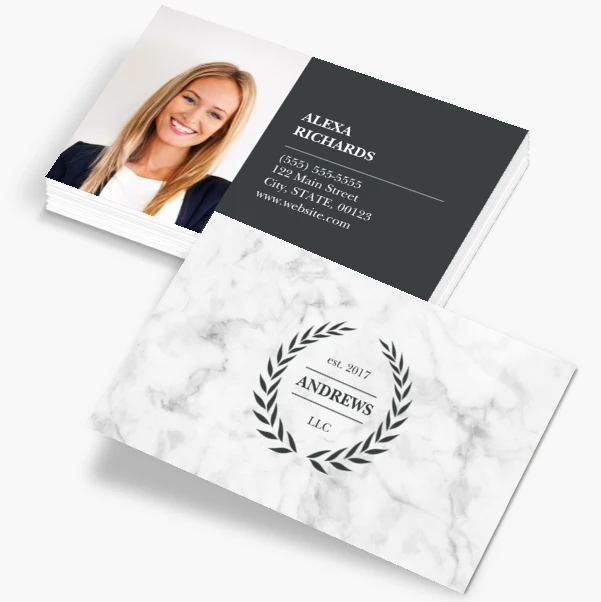 ALEXA
RICHARDS
(555) 555-5555
122 Main Street
City, STATE, 00123
www.website.com
est. 2017
ANDREWS
LLC